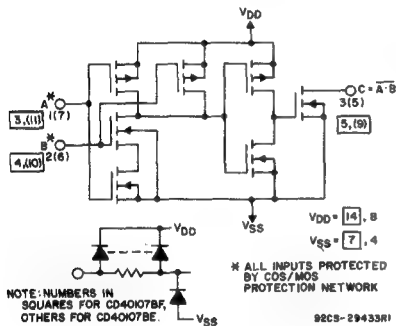 VDD
A*
1(7)
3,(11)
B*
2(6)
4,(10)
C = A·B
3(5)
5,(9)
VSS
VDD = 14, 8
VSS = 7, 4
VDD
VSS
* ALL INPUTS PROTECTED
BY COS/MOS
PROTECTION NETWORK
NOTE: NUMBERS IN
SQUARES FOR CD40107BF,
OTHERS FOR CD40107BE.
92CS-29433R1